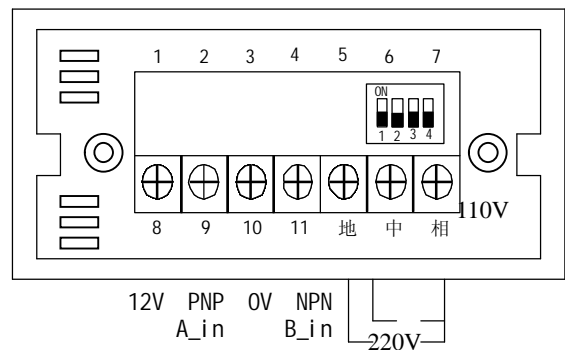 1 2 3 4 5 6 7
ON
1 2 3 4
110V
8 9 10 11 地 中 相
12V PNP 0V NPN
A_in B_in
220V